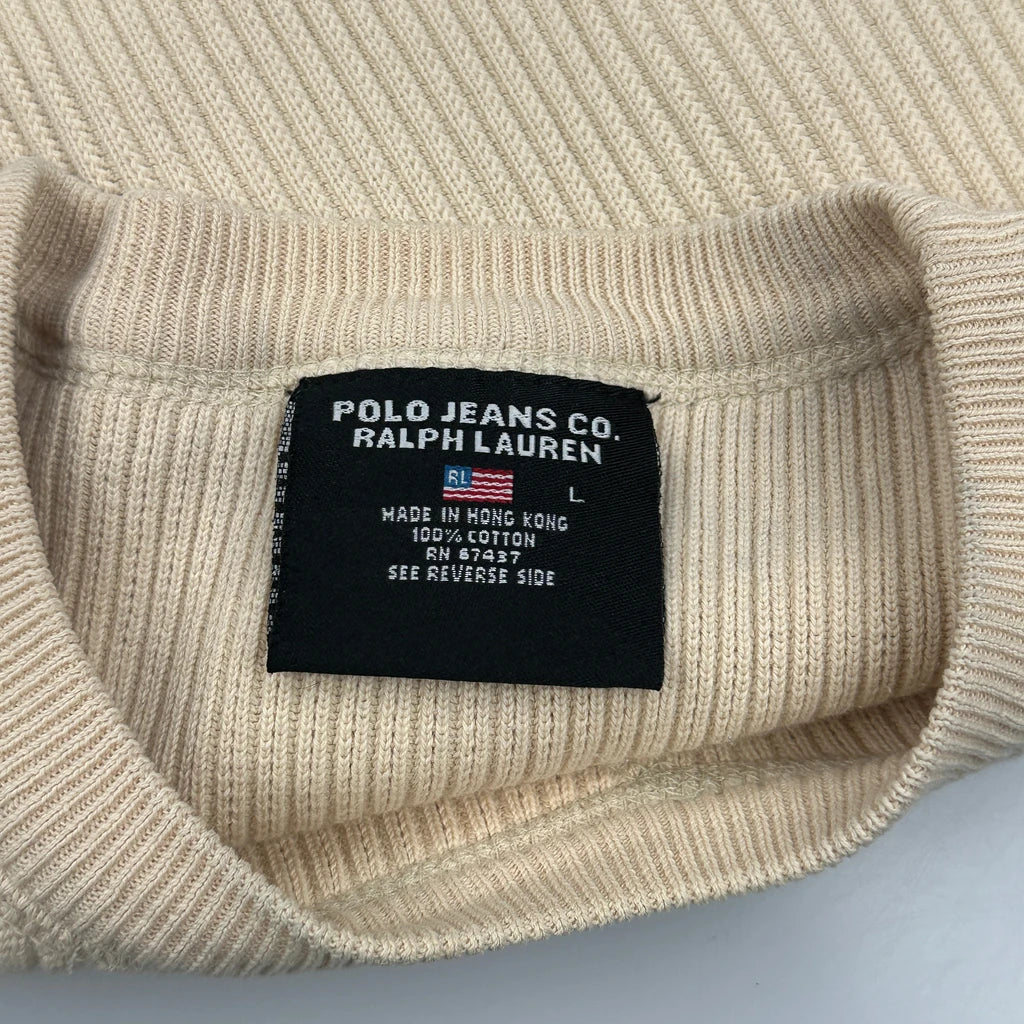 POLO JEANS CO.
RALPH LAUREN
RL
L
MADE IN HONG KONG
100% COTTON
RN 67437
SEE REVERSE SIDE